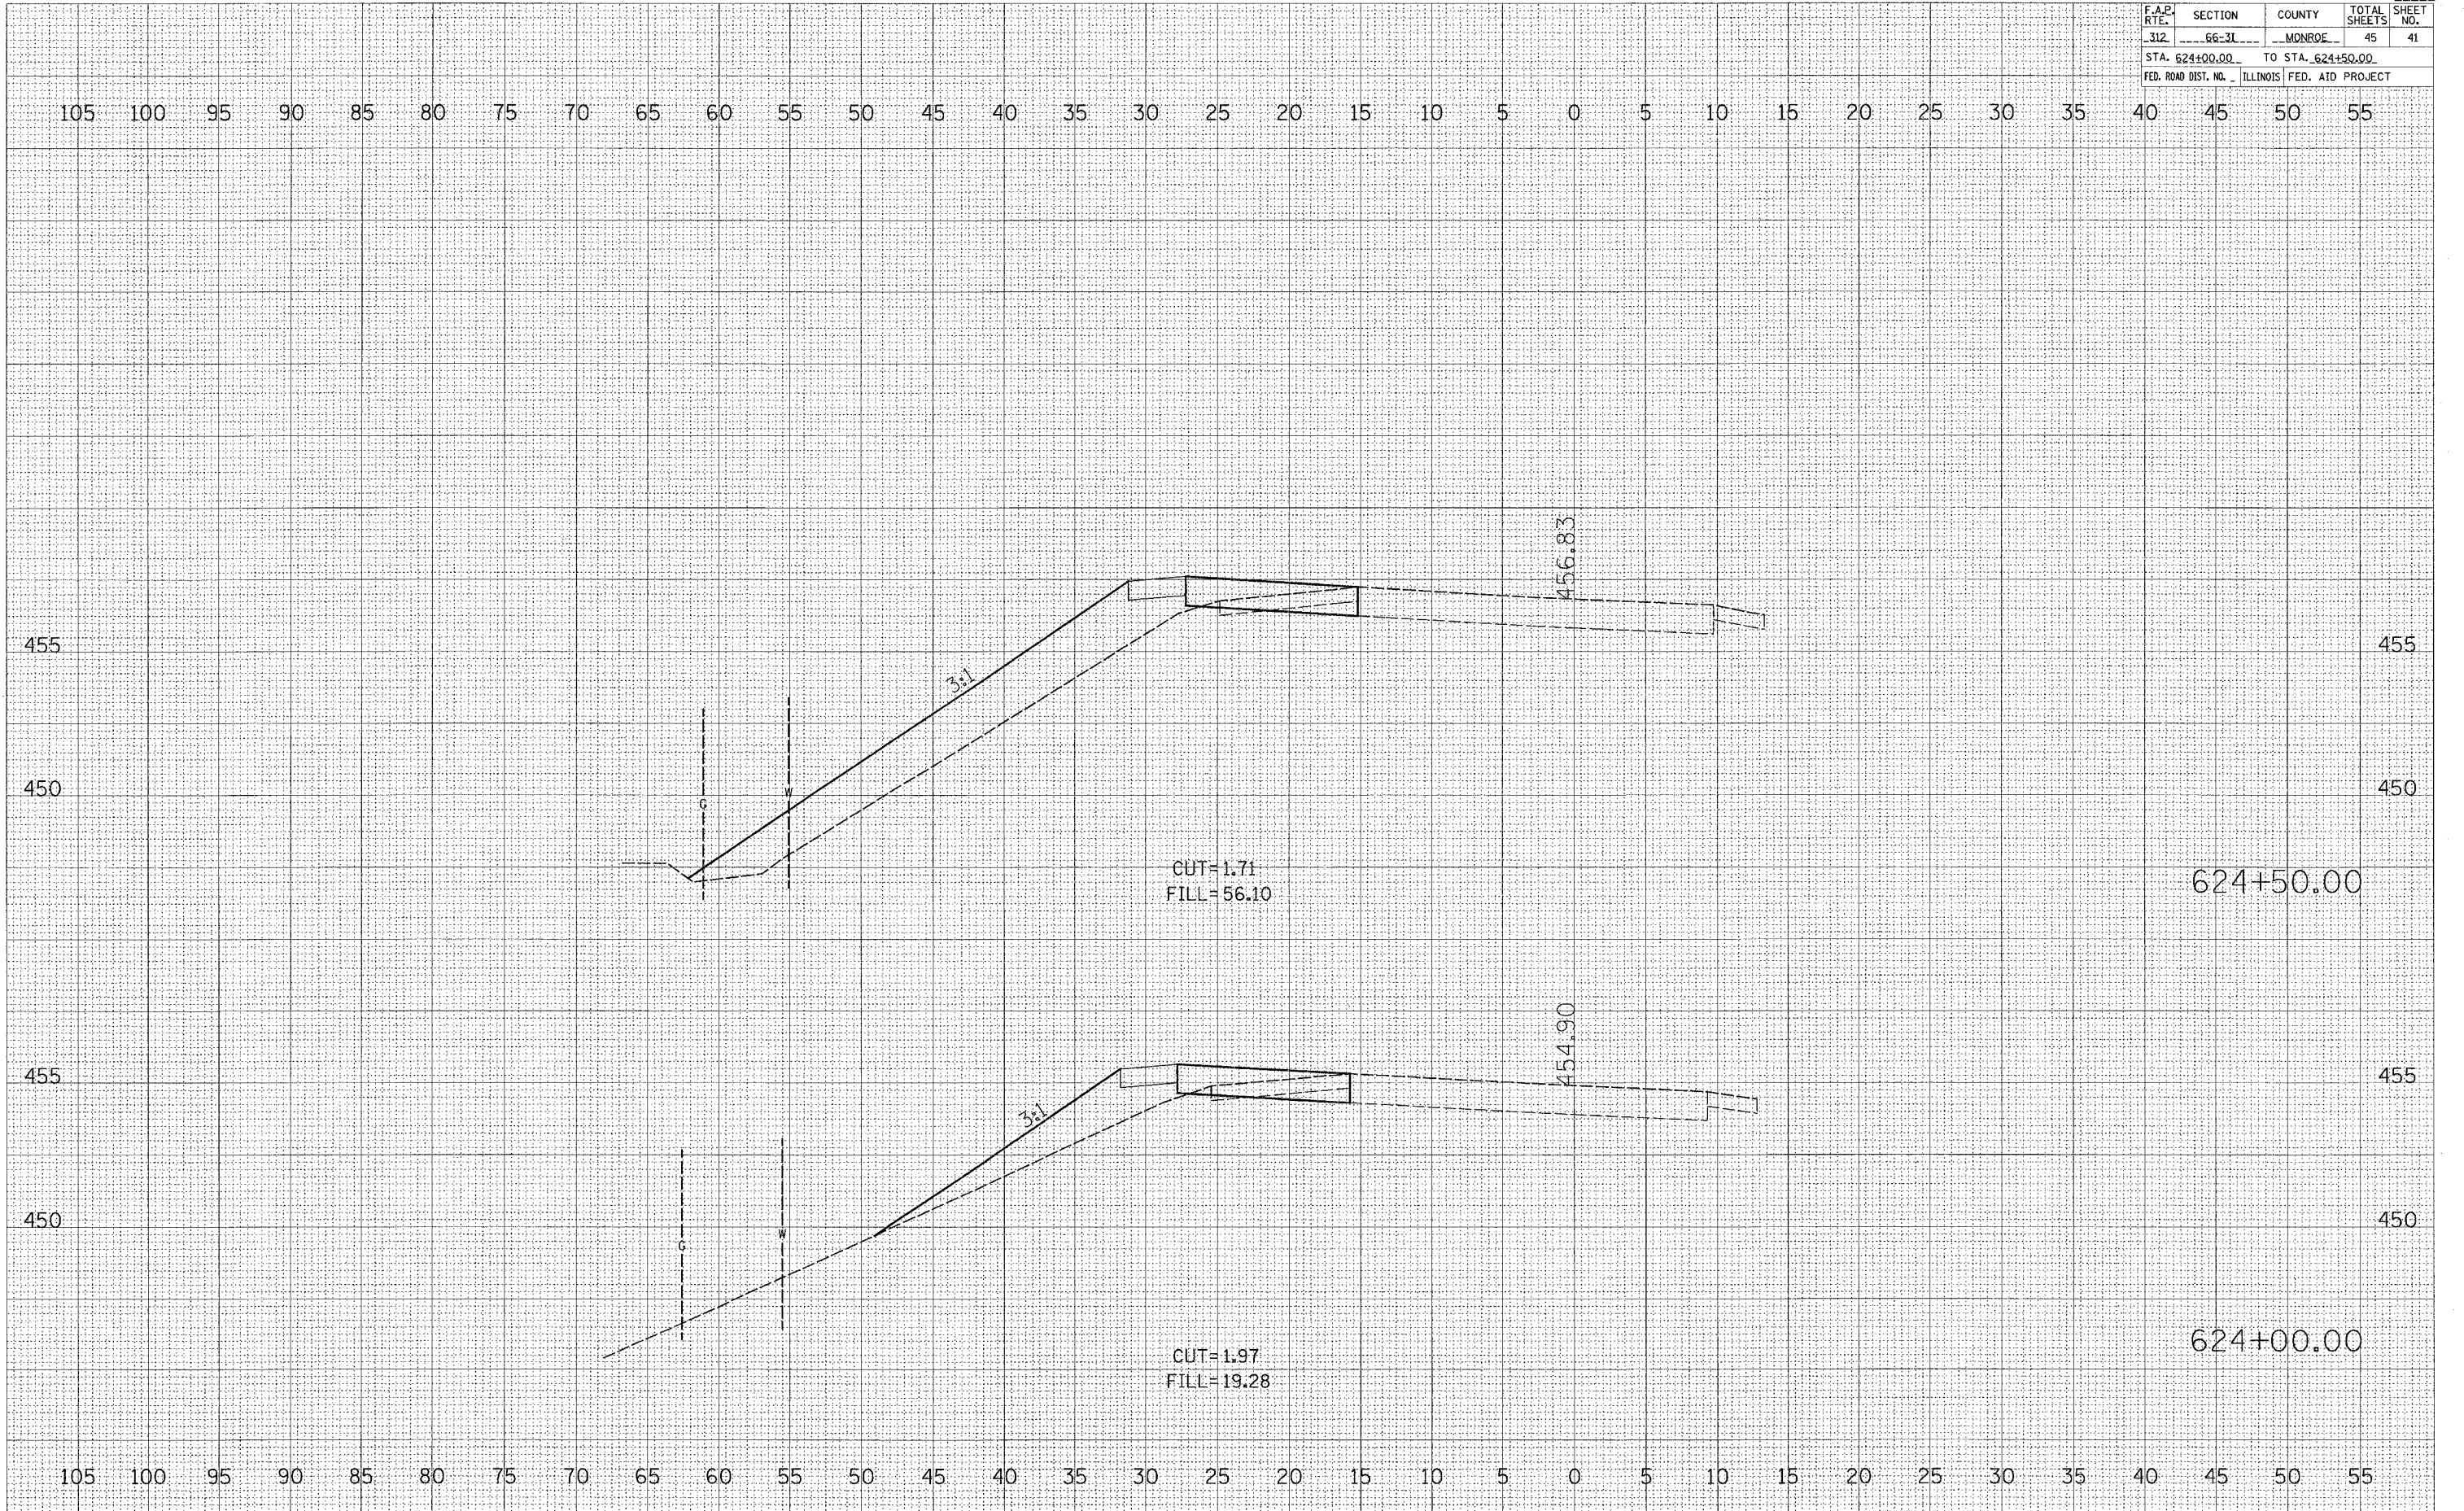 F.A.P. RTE. SECTION COUNTY TOTAL SHEETS SHEET NO.
312 66-31 MONROE 45 41
STA. 624+00.00 TO STA. 624+50.00
FED. ROAD DIST. NO. _ ILLINOIS FED. AID PROJECT
105 100 95 90 85 80 75 70 65 60 55 50 45 40 35 30 25 20 15 10 5 0 5 10 15 20 25 30 35 40 45 50 55
456.83
455 455
3:1
450 G W 450
CUT=1.71
FILL=56.10
624+50.00
454.90
455 455
3:1
450 G W 450
624+00.00
CUT=1.97
FILL=19.28
105 100 95 90 85 80 75 70 65 60 55 50 45 40 35 30 25 20 15 10 5 0 5 10 15 20 25 30 35 40 45 50 55